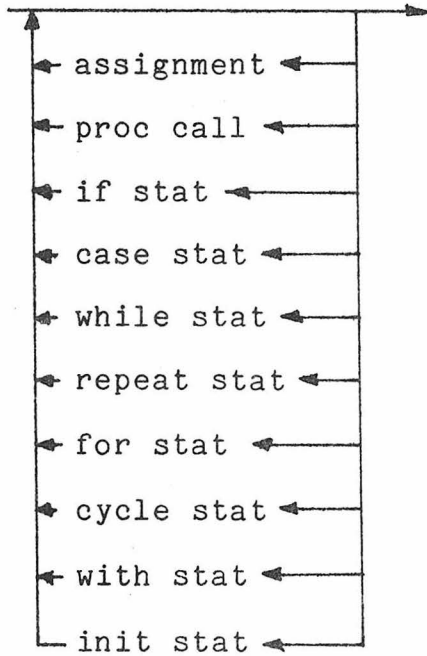 assignment
proc call
if stat
case stat
while stat
repeat stat
for stat
cycle stat
with stat
init stat